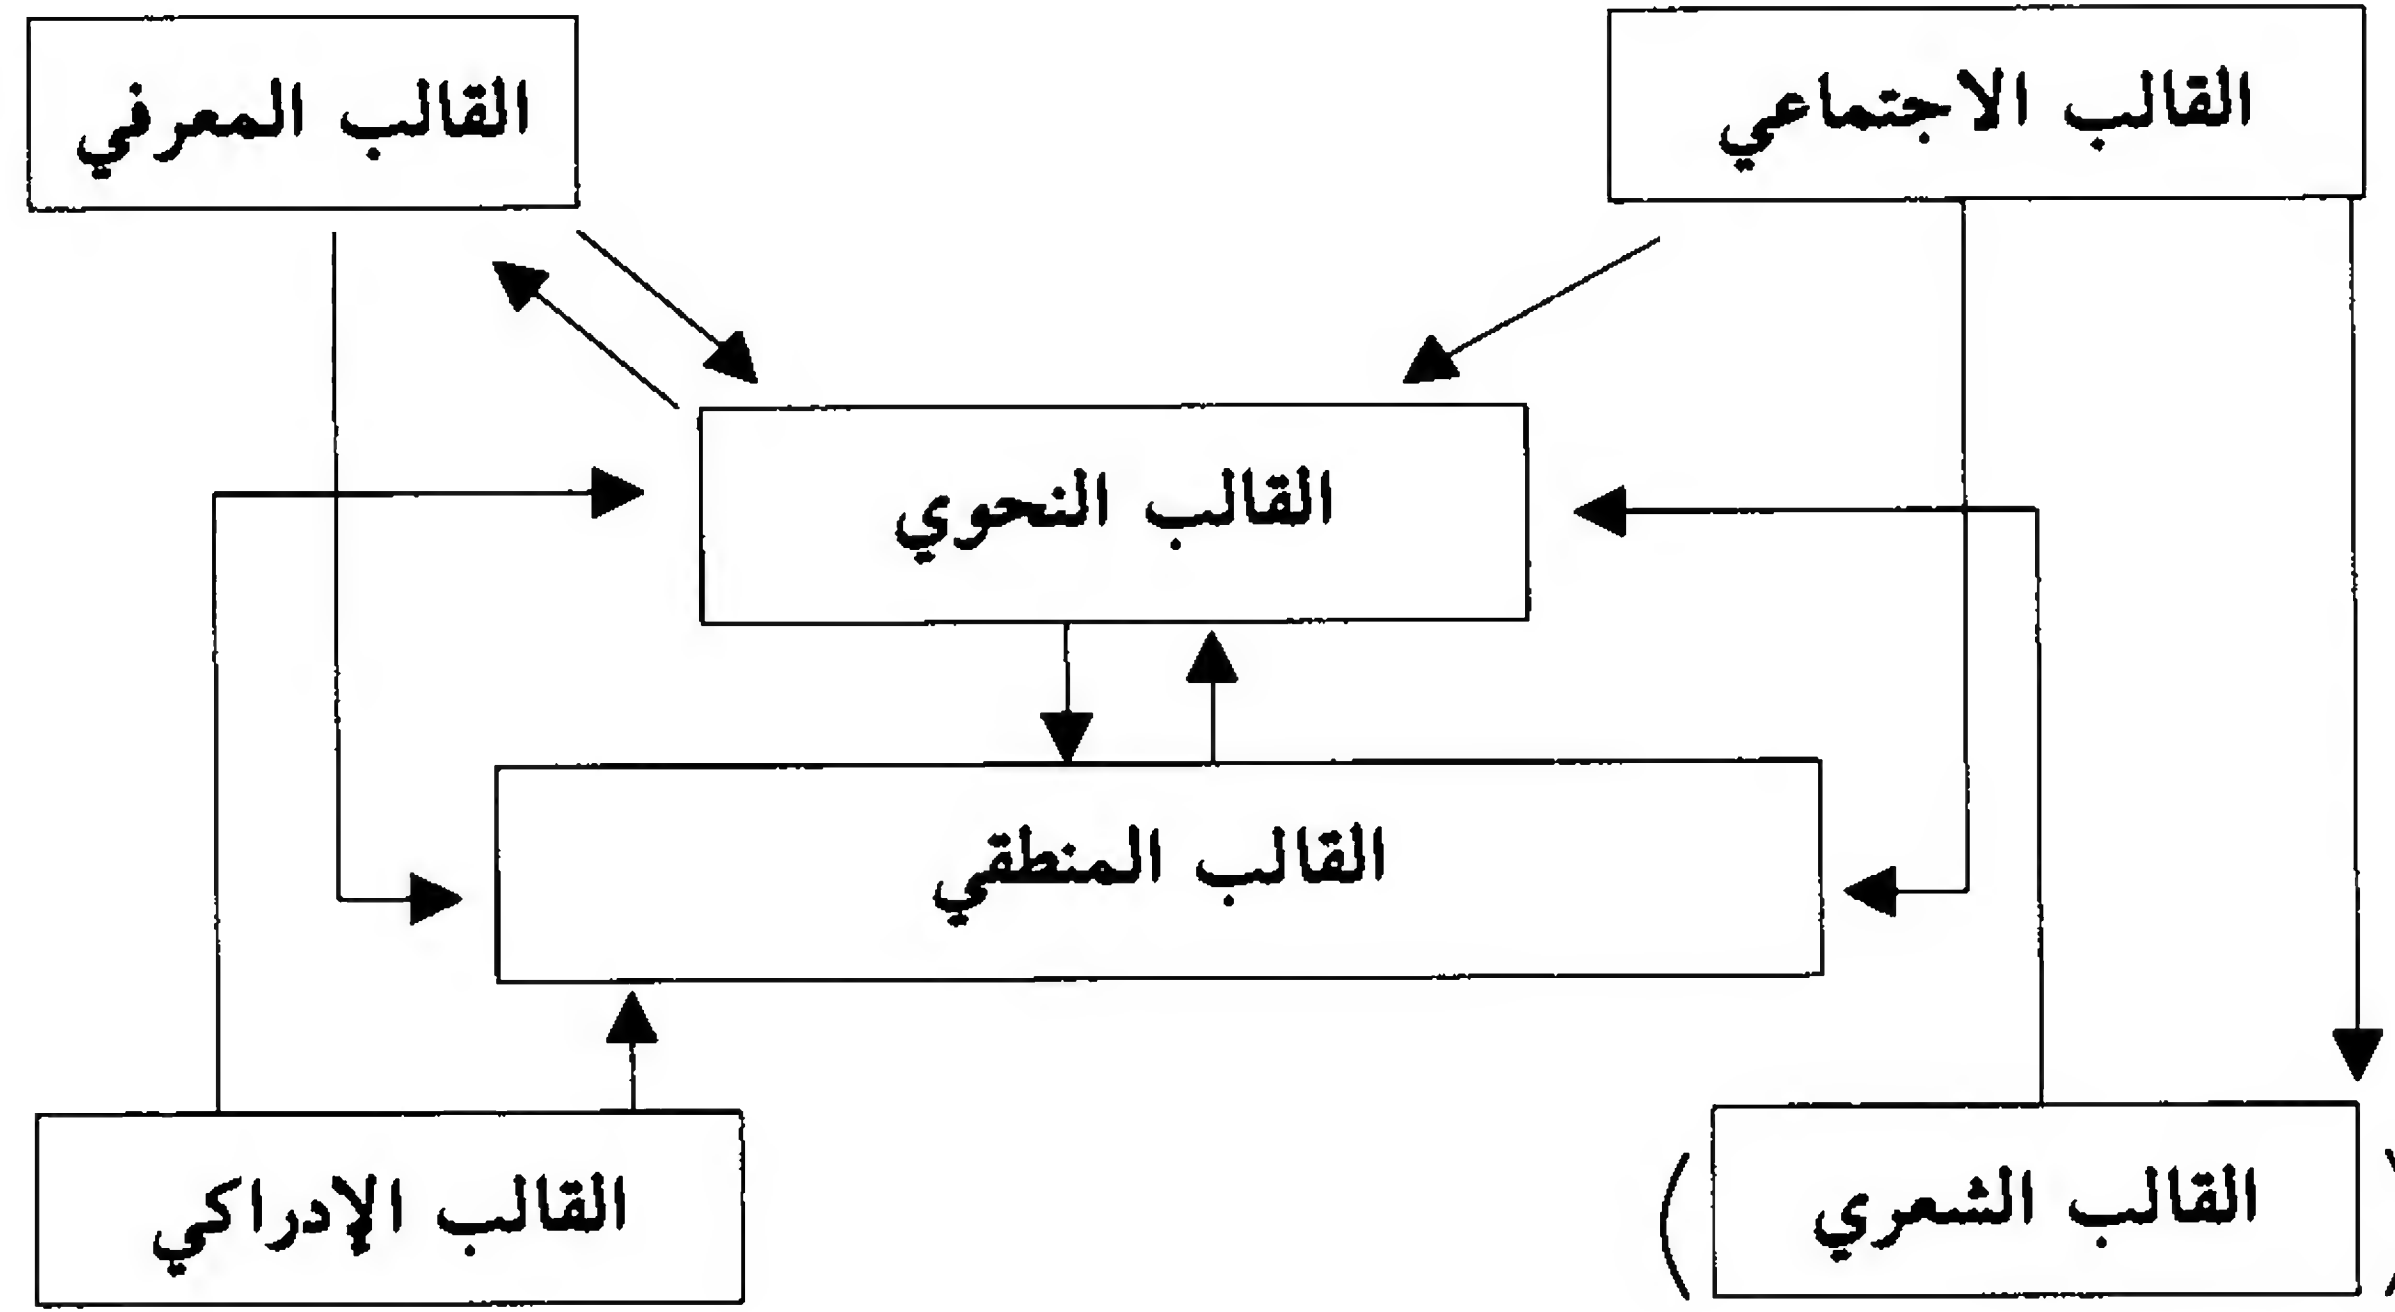 القالب الاجتماعي
القالب المعرفي
القالب النحوي
القالب المنطقي
(القالب الشعري)
القالب الإدراكي